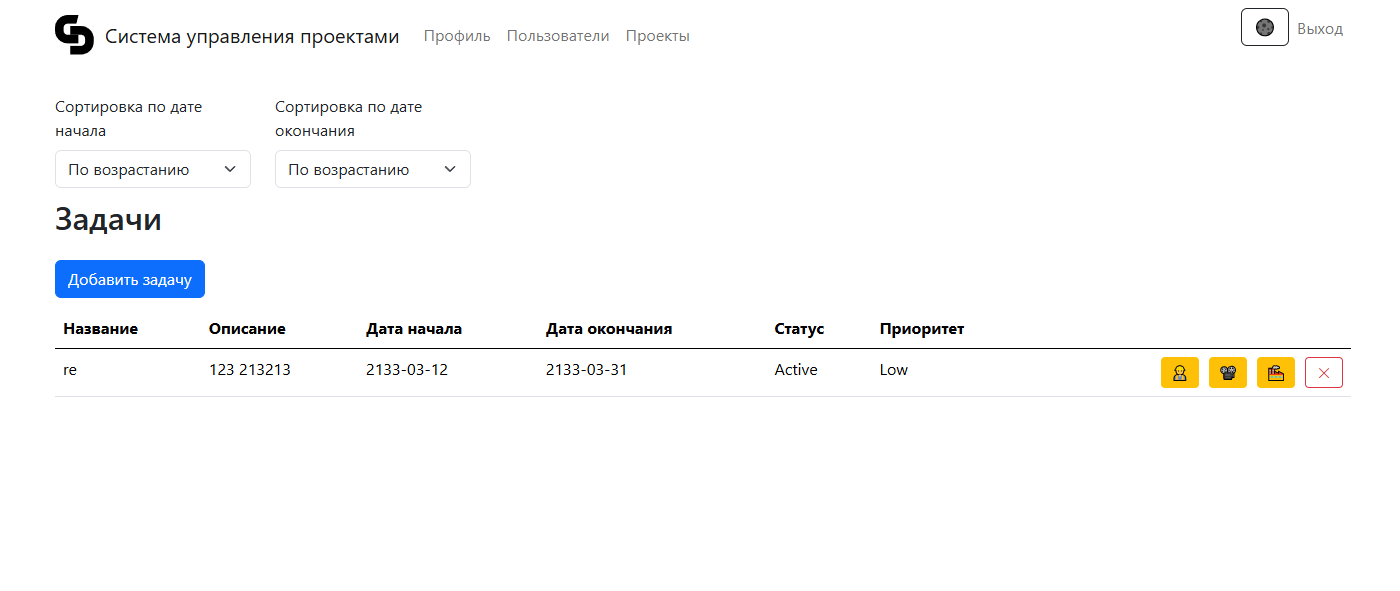 Система управления проектами Профиль Пользователи Проекты Выход
Сортировка по дате начала
Сортировка по дате окончания
По возрастанию По возрастанию
Задачи
Добавить задачу
Название Описание Дата начала Дата окончания Статус Приоритет
re 123 213213 2133-03-12 2133-03-31 Active Low